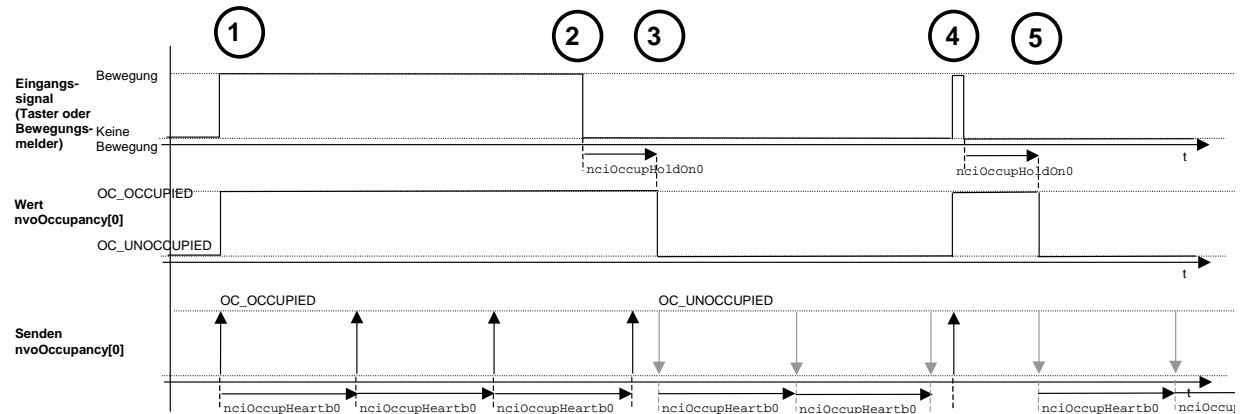 1 2 3 4 5
Eingangs-
signal
(Taster oder
Bewegungs-
melder)
Bewegung
Keine
Bewegung
nciOccupHoldOn0
nciOccupHoldOn0
t
Wert
nvoOccupancy[0]
OC_OCCUPIED
OC_UNOCCUPIED
t
OC_OCCUPIED
OC_UNOCCUPIED
Senden
nvoOccupancy[0]
t
nciOccupHeartb0
nciOccupHeartb0
nciOccupHeartb0
nciOccupHeartb0
nciOccupHeartb0
nciOccupHeartb0
nciOccup